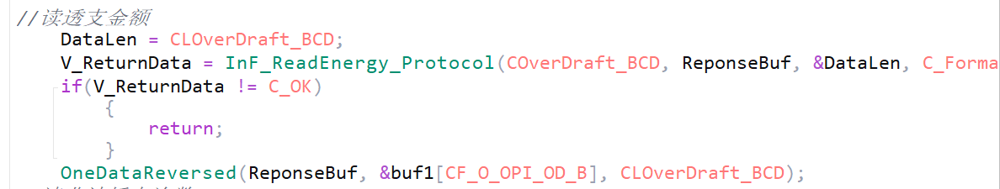 //读透支金额
DataLen = CLOverDraft_BCD;
V_ReturnData = InF_ReadEnergy_Protocol(COverDraft_BCD, ReponseBuf, &DataLen, C_Forma
if(V_ReturnData != C_OK)
{
return;
}
OneDataReversed(ReponseBuf, &buf1[CF_O_OPI_OD_B], CLOverDraft_BCD);